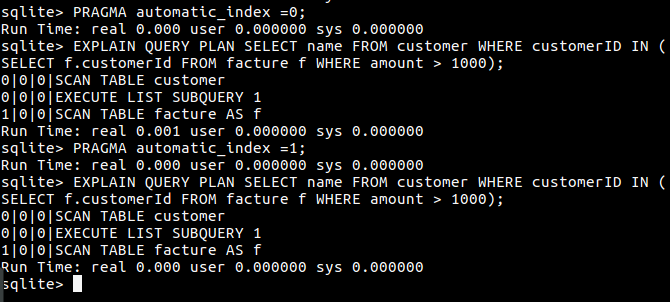 sqlite> PRAGMA automatic_index =0;
Run Time: real 0.000 user 0.000000 sys 0.000000
sqlite> EXPLAIN QUERY PLAN SELECT name FROM customer WHERE customerID IN (
SELECT f.customerId FROM facture f WHERE amount > 1000);
0|0|0|SCAN TABLE customer
0|0|0|EXECUTE LIST SUBQUERY 1
1|0|0|SCAN TABLE facture AS f
Run Time: real 0.001 user 0.000000 sys 0.000000
sqlite> PRAGMA automatic_index =1;
Run Time: real 0.000 user 0.000000 sys 0.000000
sqlite> EXPLAIN QUERY PLAN SELECT name FROM customer WHERE customerID IN (
SELECT f.customerId FROM facture f WHERE amount > 1000);
0|0|0|SCAN TABLE customer
0|0|0|EXECUTE LIST SUBQUERY 1
1|0|0|SCAN TABLE facture AS f
Run Time: real 0.000 user 0.000000 sys 0.000000
sqlite>